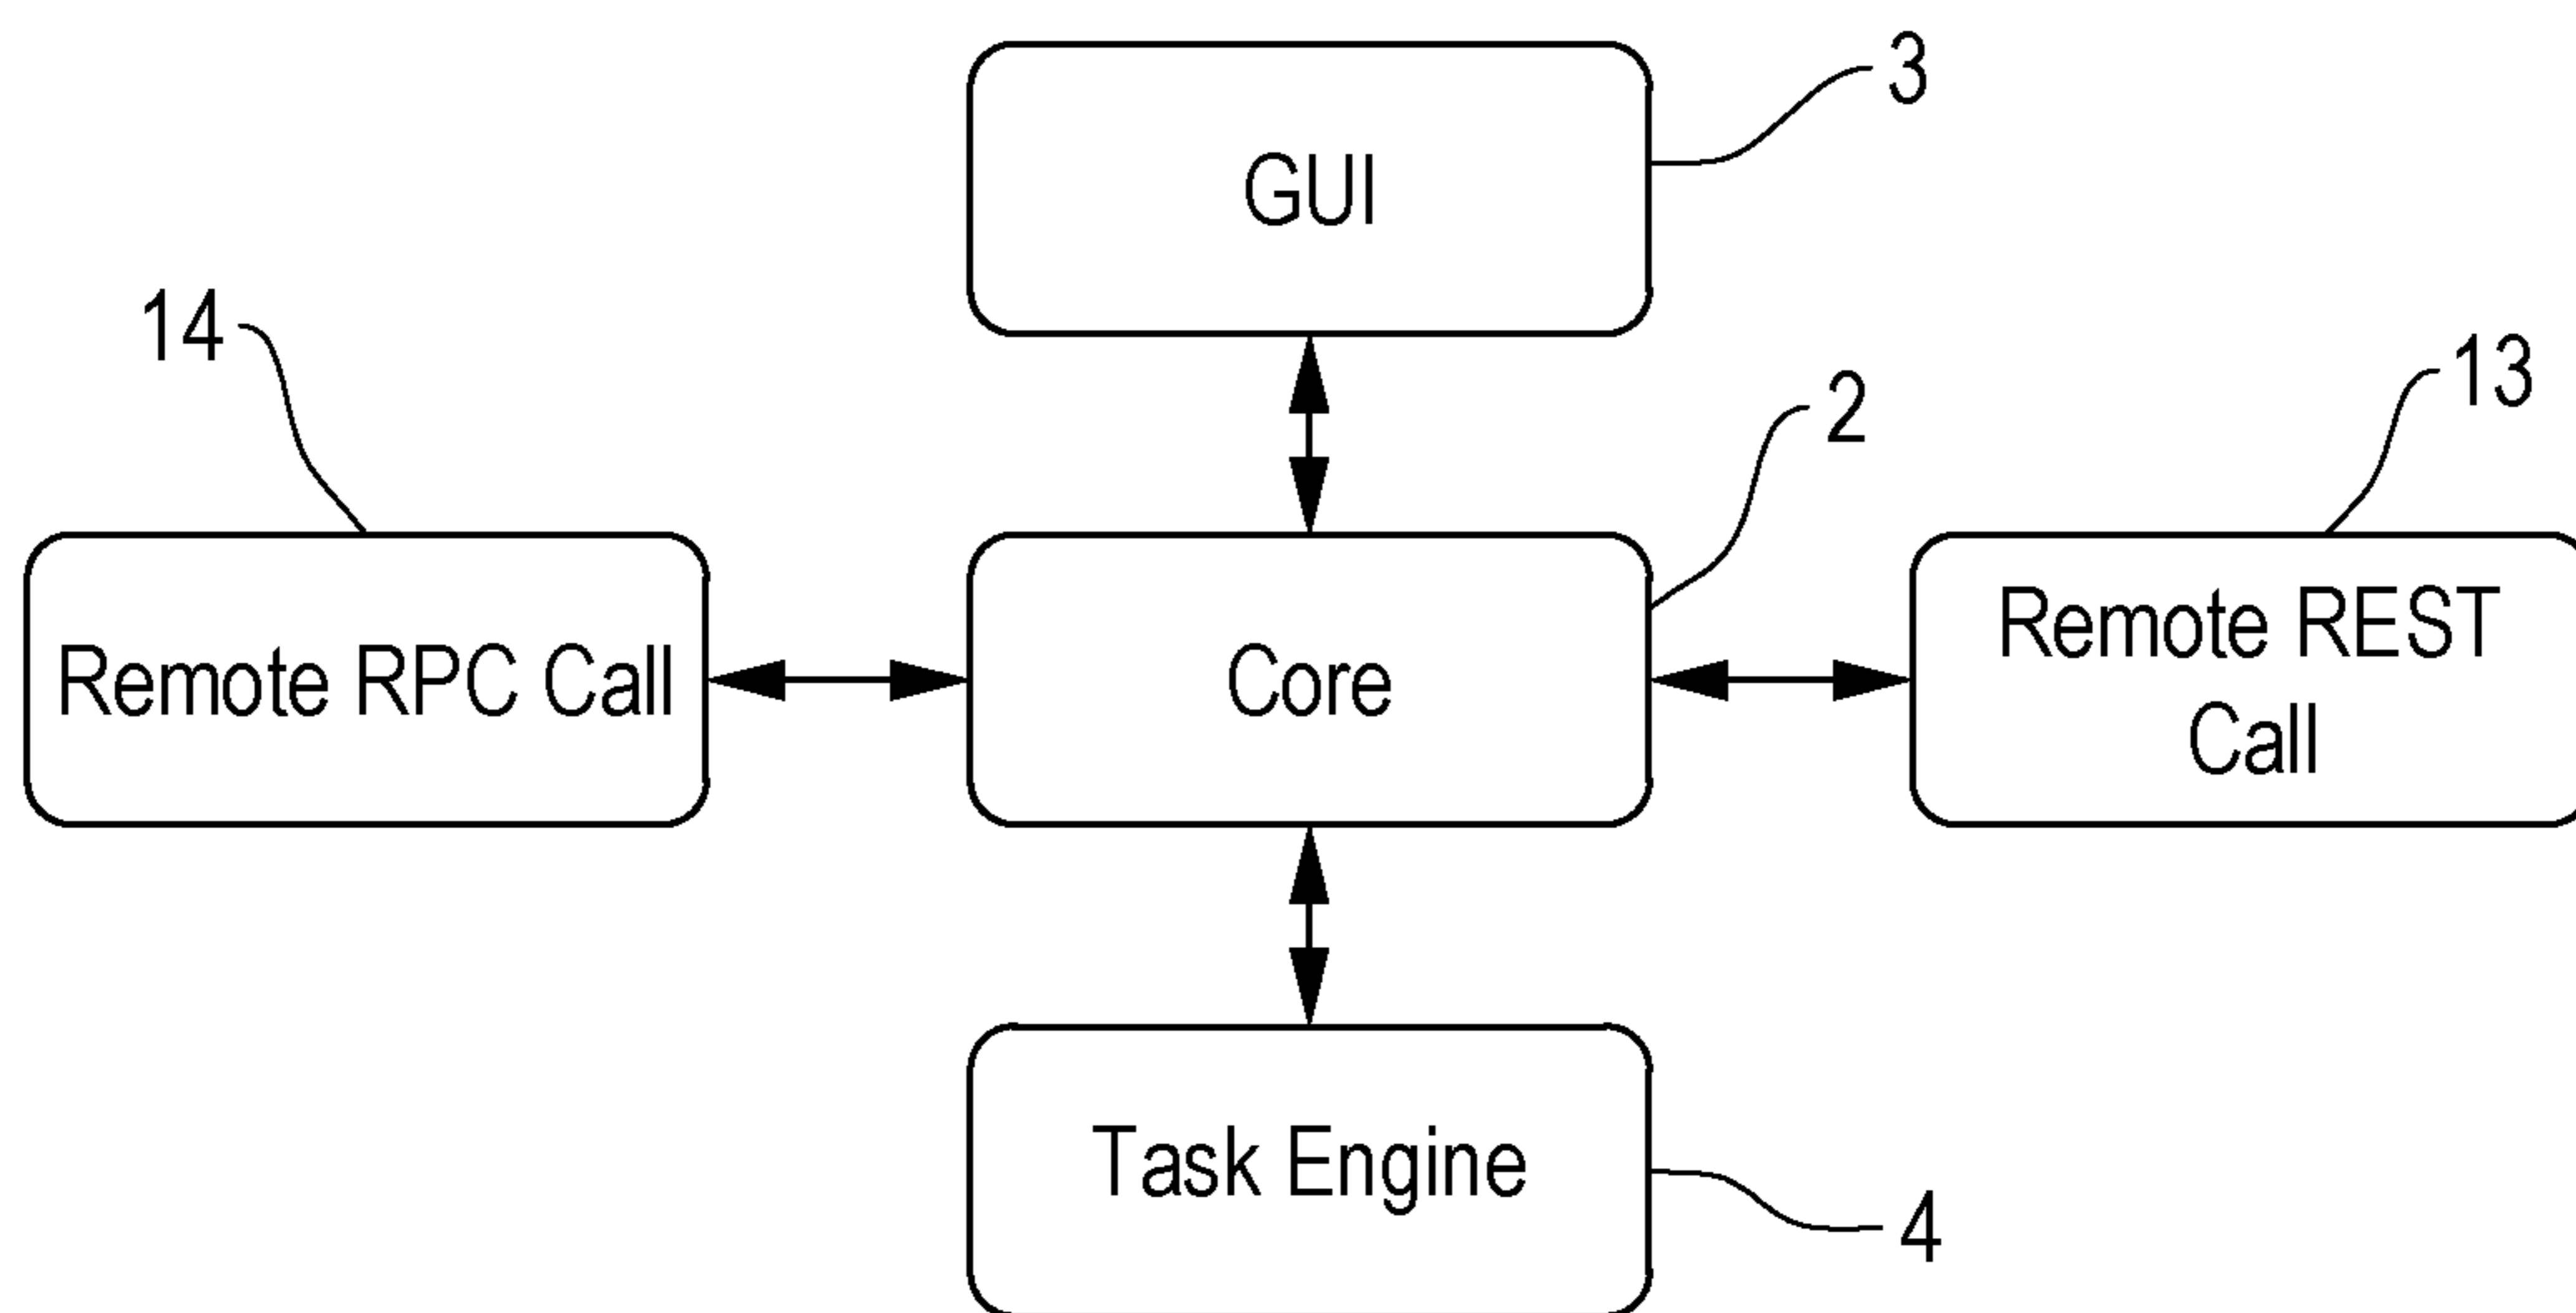 3
GUI
14
13
2
Remote RPC Call
Core
Remote REST
Call
Task Engine
4